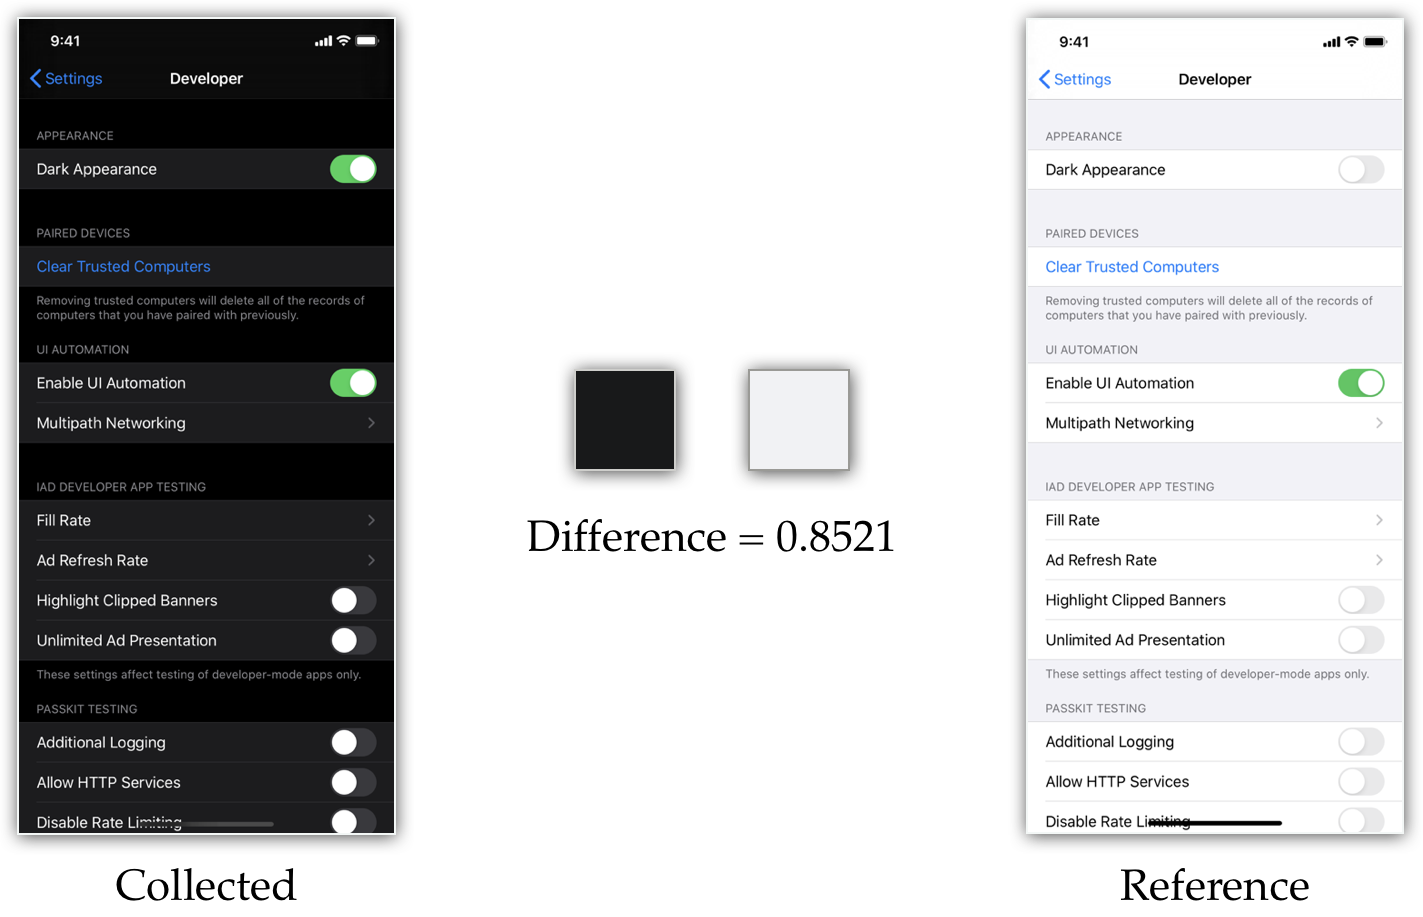 9:41
Settings
Developer
APPEARANCE
Dark Appearance
PAIRED DEVICES
Clear Trusted Computers
Removing trusted computers will delete all of the records of
computers that you have paired with previously.
UI AUTOMATION
Enable UI Automation
Multipath Networking
IAD DEVELOPER APP TESTING
Fill Rate
Ad Refresh Rate
Highlight Clipped Banners
Unlimited Ad Presentation
These settings affect testing of developer-mode apps only.
PASSKIT TESTING
Additional Logging
Allow HTTP Services
Disable Rate Limiting
Collected
Difference = 0.8521
9:41
Settings
Developer
APPEARANCE
Dark Appearance
PAIRED DEVICES
Clear Trusted Computers
Removing trusted computers will delete all of the records of
computers that you have paired with previously.
UI AUTOMATION
Enable UI Automation
Multipath Networking
IAD DEVELOPER APP TESTING
Fill Rate
Ad Refresh Rate
Highlight Clipped Banners
Unlimited Ad Presentation
These settings affect testing of developer-mode apps only.
PASSKIT TESTING
Additional Logging
Allow HTTP Services
Disable Rate Limiting
Reference